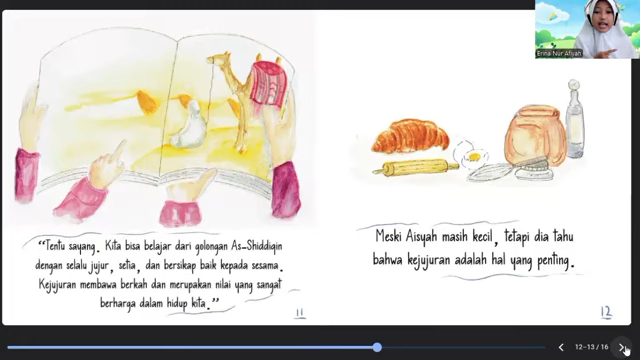 Erina Nur Afiyah
"Tentu sayang. Kita bisa belajar dari golongan As-Shiddiqin
dengan selalu jujur, setia, dan bersikap baik kepada sesama.
Kejujuran membawa berkah dan merupakan nilai yang sangat
berharga dalam hidup kita."
11
Meski Aisyah masih kecil, tetapi dia tahu
bahwa kejujuran adalah hal yang penting.
12
12-13 / 16